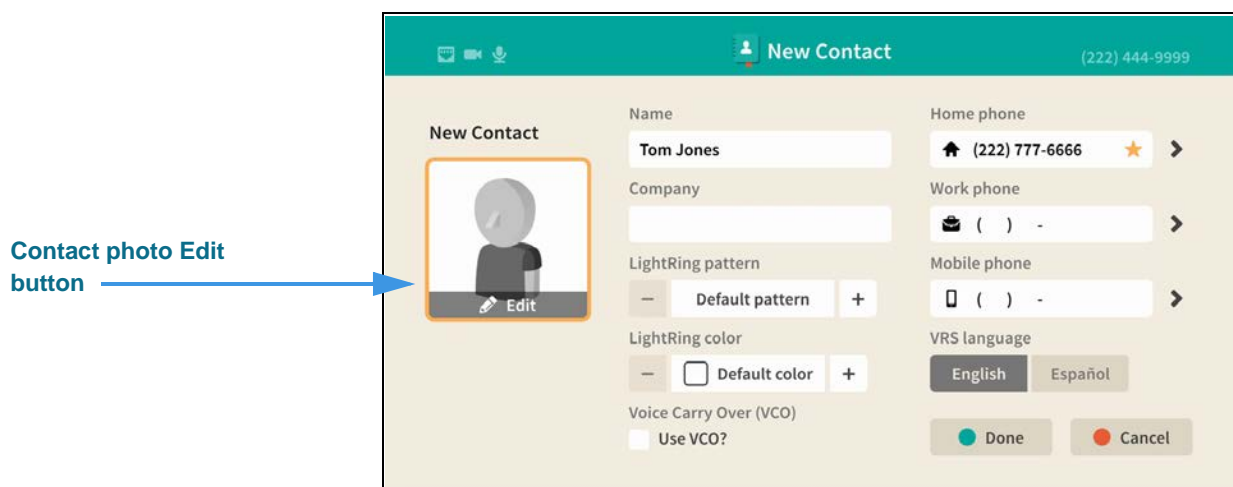 New Contact
(222) 444-9999
Contact photo Edit
button
New Contact
Edit
Name
Tom Jones
Company
LightRing pattern
− Default pattern +
LightRing color
− Default color +
Voice Carry Over (VCO)
Use VCO?
Home phone
(222) 777-6666
Work phone
( ) -
Mobile phone
( ) -
VRS language
English Español
Done Cancel